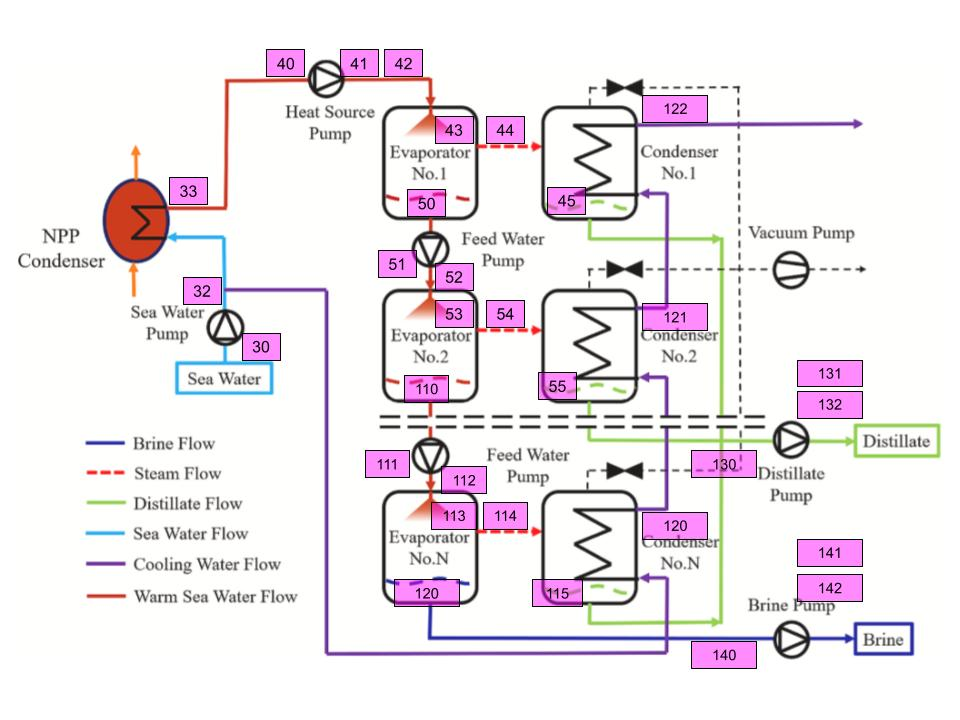 40
41
42
Heat Source
Pump
43
44
Evaporator
No.1
50
122
Condenser
No.1
45
33
NPP
Condenser
51
Feed Water
Pump
52
Vacuum Pump
32
Sea Water
Pump
30
Sea Water
53
54
Evaporator
No.2
110
121
Condenser
No.2
55
131
132
Distillate
130
Distillate
Pump
Brine Flow
Steam Flow
Distillate Flow
Sea Water Flow
Cooling Water Flow
Warm Sea Water Flow
111
Feed Water
Pump
112
113
114
Evaporator
No.N
120
120
Condenser
No.N
115
141
142
Brine Pump
Brine
140